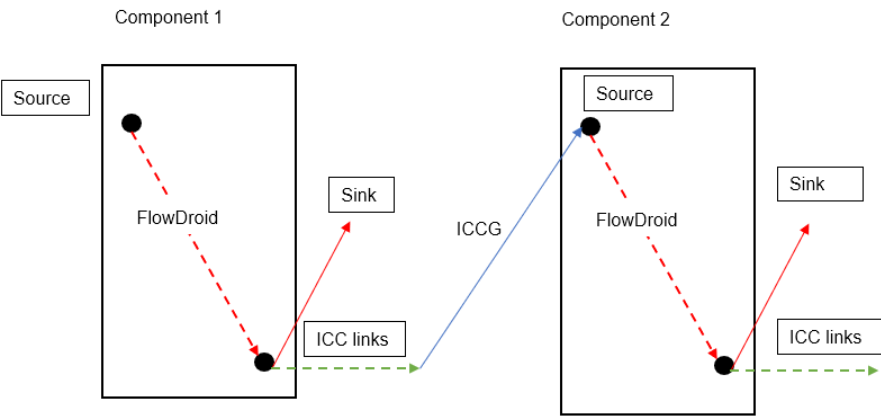 Component 1
Component 2
Source
Source
Sink
Sink
FlowDroid
FlowDroid
ICCG
ICC links
ICC links